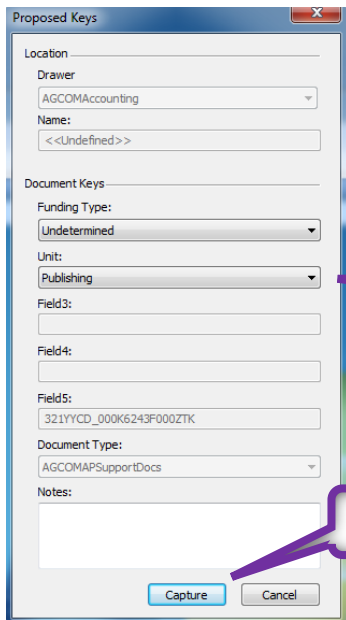 Proposed Keys
Location
Drawer
AGCOMAccounting
Name:
<<Undefined>>
Document Keys
Funding Type:
Undetermined
Unit:
Publishing
Field3:
Field4:
Field5:
321YYCD_000K6243F000ZTK
Document Type:
AGCOMAPSupportDocs
Notes:
Capture Cancel